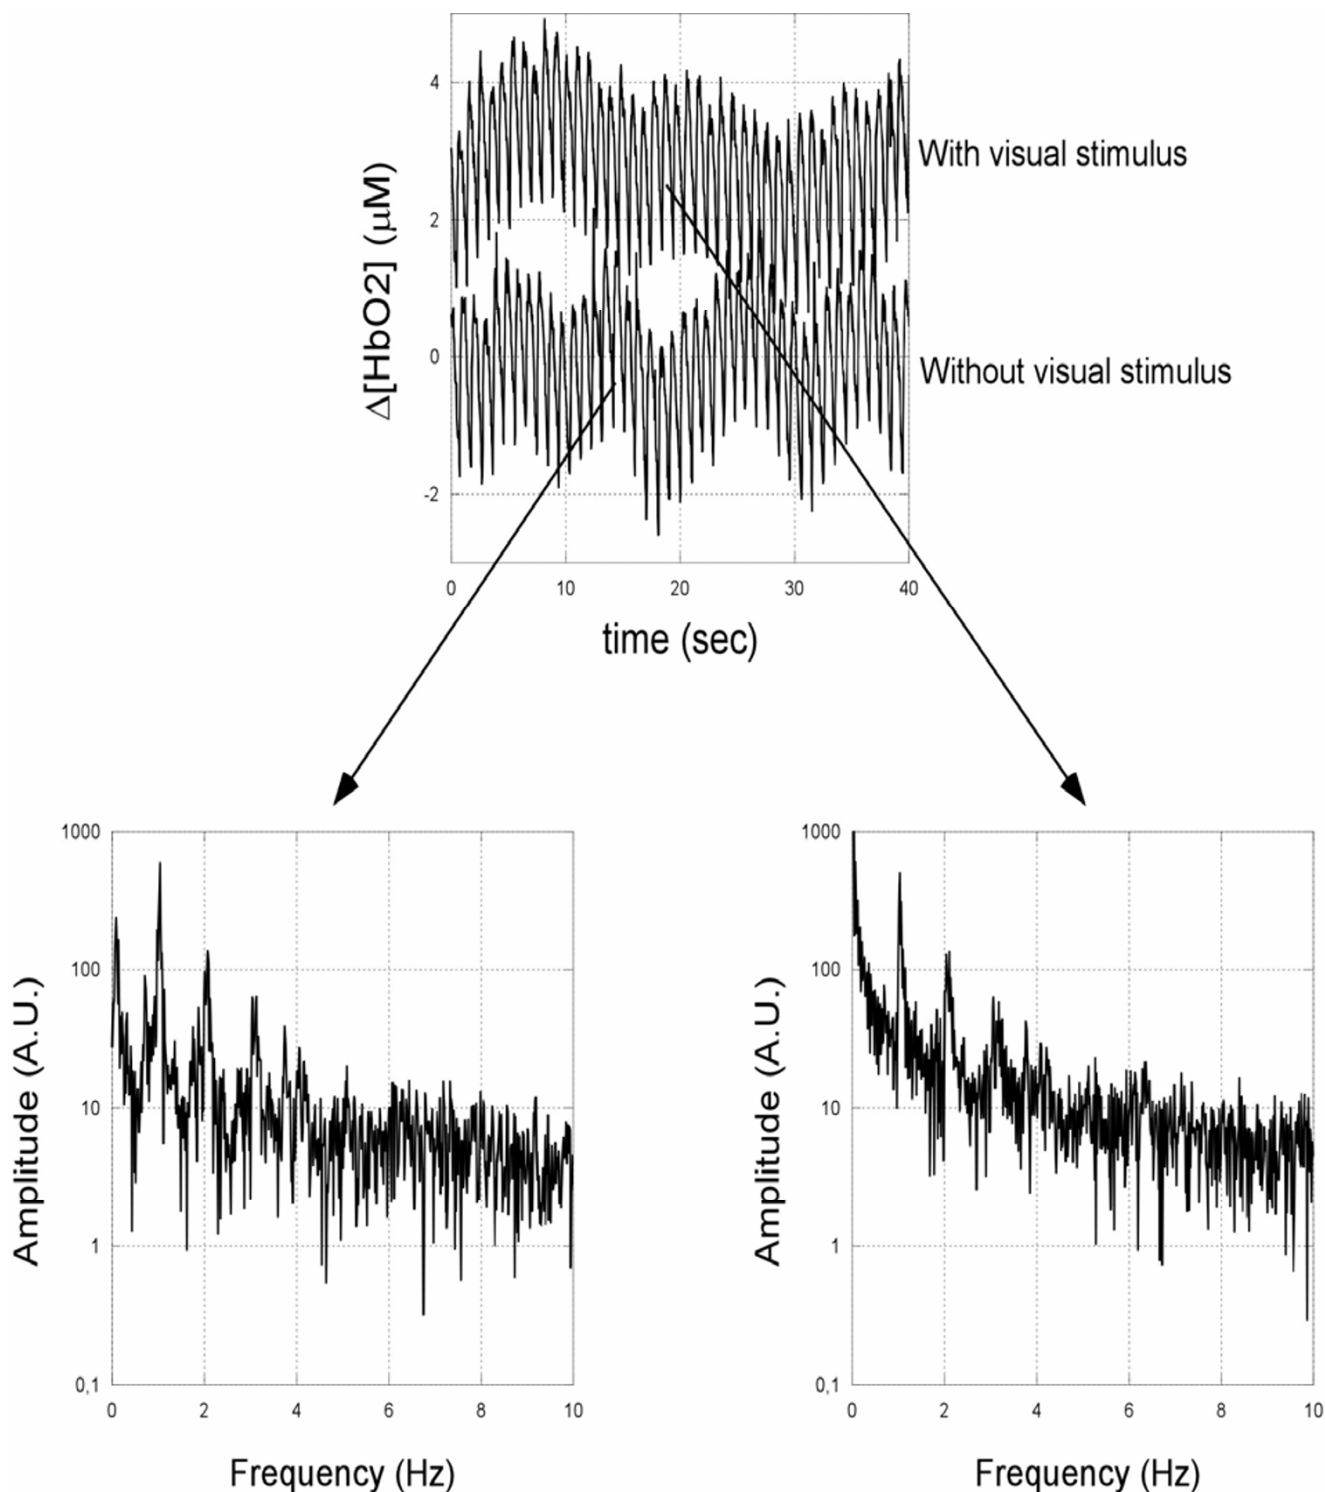 4
2
0
-2
Δ[HbO2] (μM)
With visual stimulus
Without visual stimulus
0 10 20 30 40
time (sec)
1000
100
10
1
0,1
Amplitude (A.U.)
0 2 4 6 8 10
Frequency (Hz)
1000
100
10
1
0,1
Amplitude (A.U.)
0 2 4 6 8 10
Frequency (Hz)